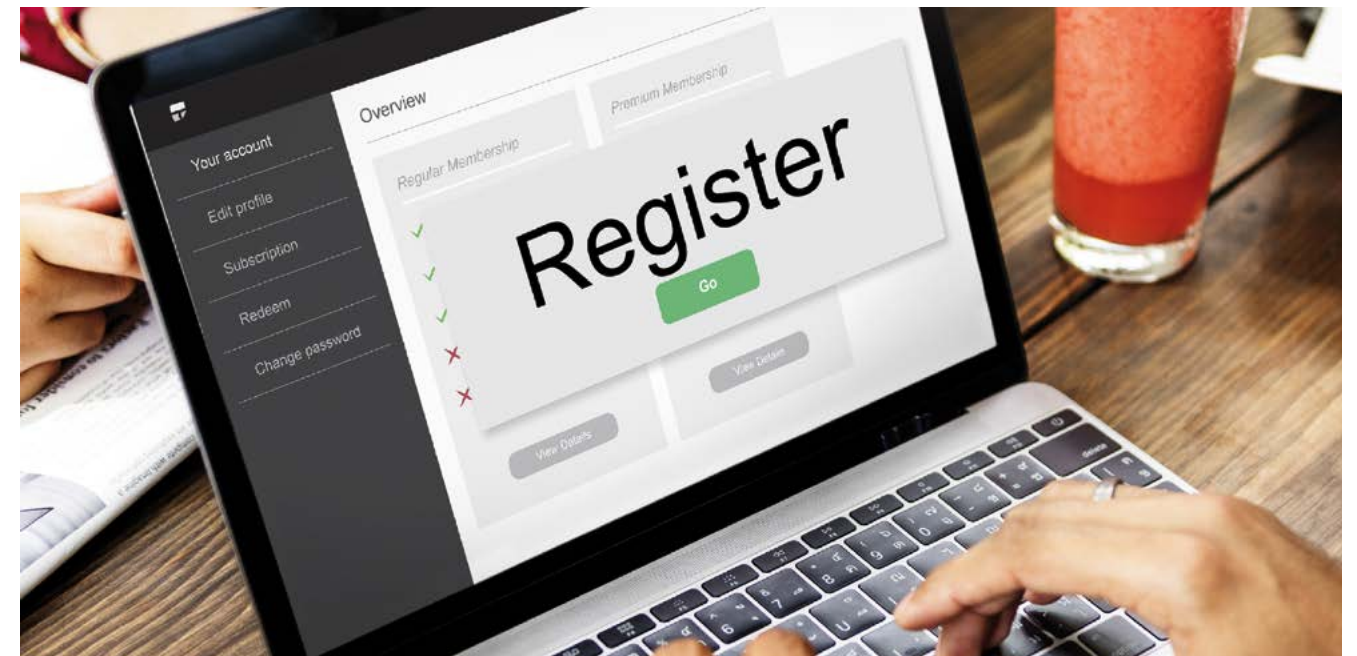 Your account
Edit profile
Subscription
Redeem
Change password
Overview
Regular Membership
Premium Membership
Register
Go
View Details
View Details
delete